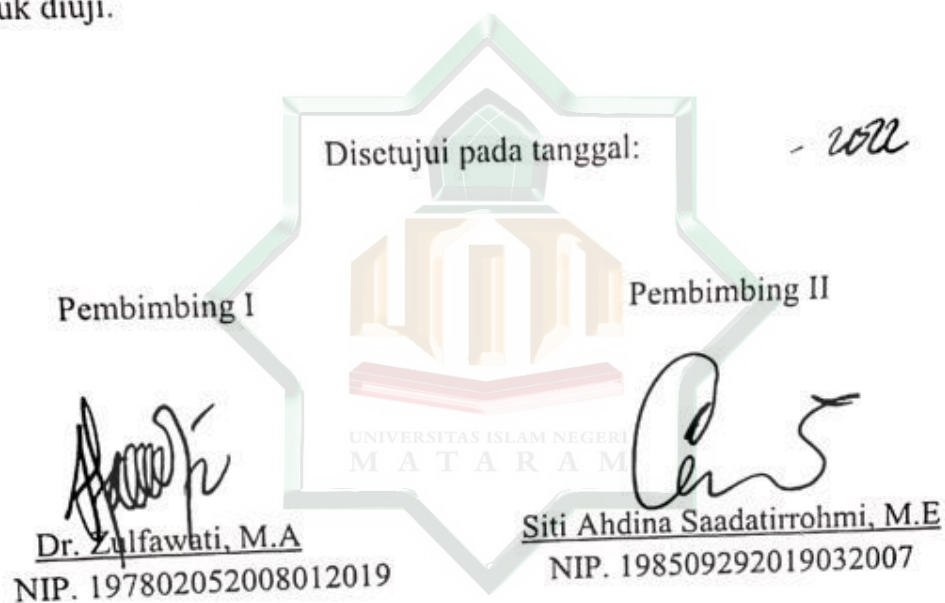 uk diuji.
Disetujui pada tanggal: - 2022
Pembimbing I Pembimbing II
UNIVERSITAS ISLAM NEGERI
MATARAM
Dr. Zulfawati, M.A Siti Ahdina Saadatirrohmi, M.E
NIP. 197802052008012019 NIP. 198509292019032007